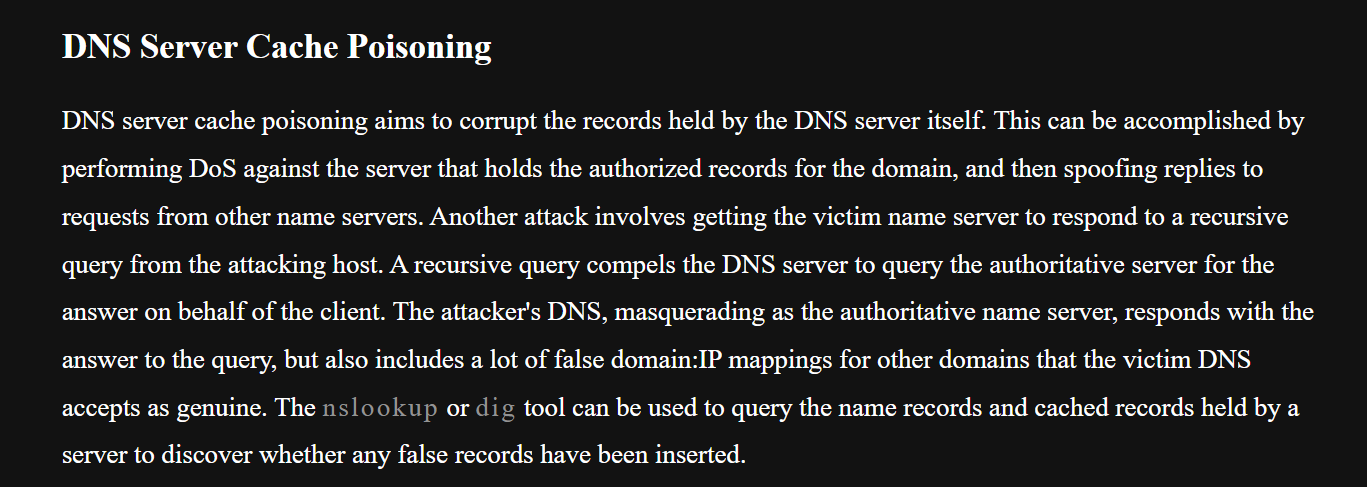 DNS Server Cache Poisoning
DNS server cache poisoning aims to corrupt the records held by the DNS server itself. This can be accomplished by
performing DoS against the server that holds the authorized records for the domain, and then spoofing replies to
requests from other name servers. Another attack involves getting the victim name server to respond to a recursive
query from the attacking host. A recursive query compels the DNS server to query the authoritative server for the
answer on behalf of the client. The attacker's DNS, masquerading as the authoritative name server, responds with the
answer to the query, but also includes a lot of false domain:IP mappings for other domains that the victim DNS
accepts as genuine. The nslookup or dig tool can be used to query the name records and cached records held by a
server to discover whether any false records have been inserted.